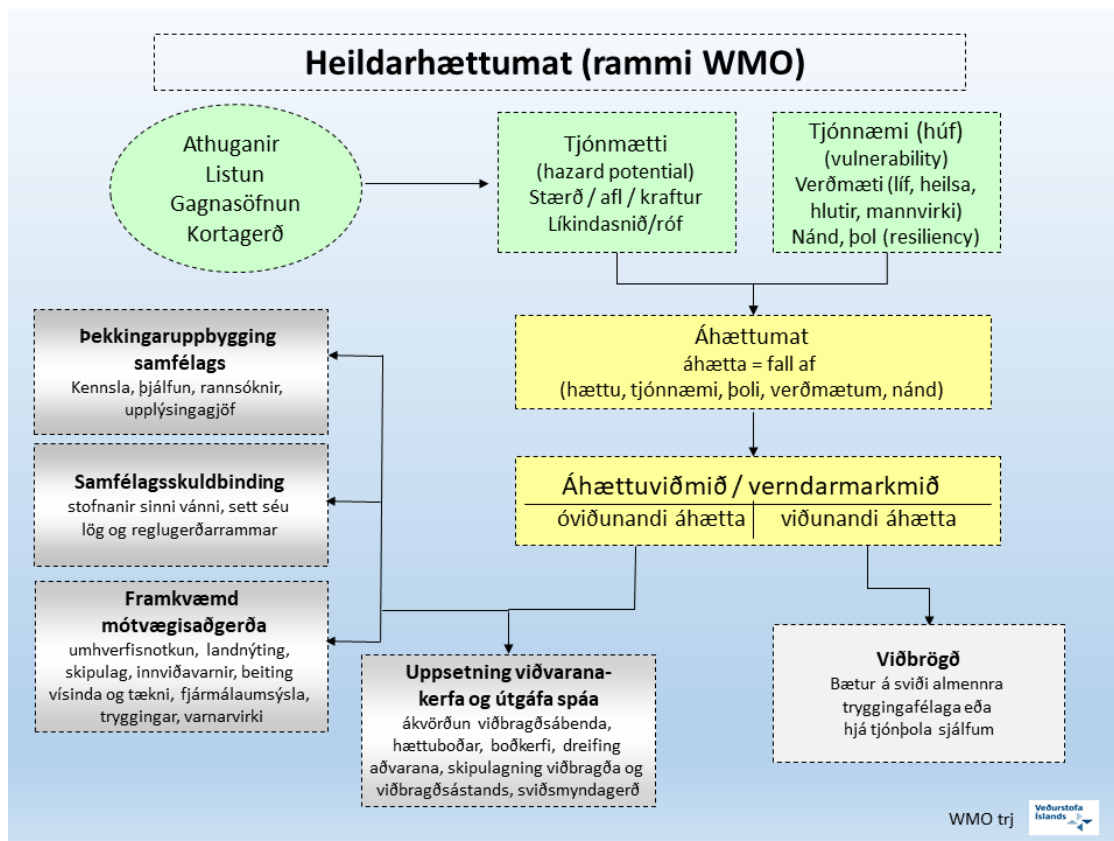 Heildarhættumat (rammi WMO)
Athuganir
Listun
Gagnasöfnun
Kortagerð
Tjónmætti
(hazard potential)
Stærð / afl / kraftur
Líkindasnið/róf
Tjónnæmi (húf)
(vulnerability)
Verðmæti (líf, heilsa,
hlutir, mannvirki)
Nánd, þol (resiliency)
Áhættumat
áhætta = fall af
(hættu, tjónnæmi, þoli, verðmætum, nánd)
Áhættuviðmið / verndarmarkmið
óviðunandi áhætta
viðunandi áhætta
Þekkingaruppbygging
samfélags
Kennsla, þjálfun, rannsóknir,
upplýsingagjöf
Samfélagsskuldbinding
stofnanir sinni vánni, sett séu
lög og reglugerðarrammar
Framkvæmd
mótvægisaðgerða
umhverfisnotkun, landnýting,
skipulag, innviðavarnir, beiting
vísinda og tækni, fjármálaumsýsla,
tryggingar, varnarvirki
Uppsetning viðvarana-
kerfa og útgáfa spáa
ákvörðun viðbragðsábenda,
hættuboðar, boðkerfi, dreifing
aðvarana, skipulagning viðbragða og
viðbragðsástands, sviðsmyndagerð
Viðbrögð
Bætur á sviði almennra
tryggingafélaga eða
hjá tjónþola sjálfum
WMO trj
Veðurstofa
Íslands